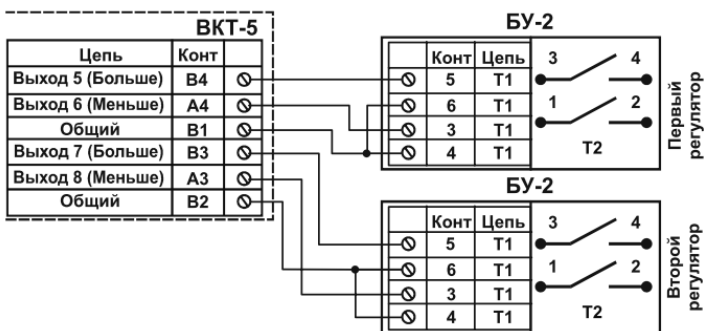 ВКТ-5
Цепь Конт
Выход 5 (Больше) В4
Выход 6 (Меньше) А4
Общий В1
Выход 7 (Больше) В3
Выход 8 (Меньше) А3
Общий В2
БУ-2
Конт Цепь
5 Т1
6 Т1
3 Т1
4 Т1
3 4
1 2
Т2
Первый
регулятор
БУ-2
Конт Цепь
5 Т1
6 Т1
3 Т1
4 Т1
3 4
1 2
Т2
Второй
регулятор